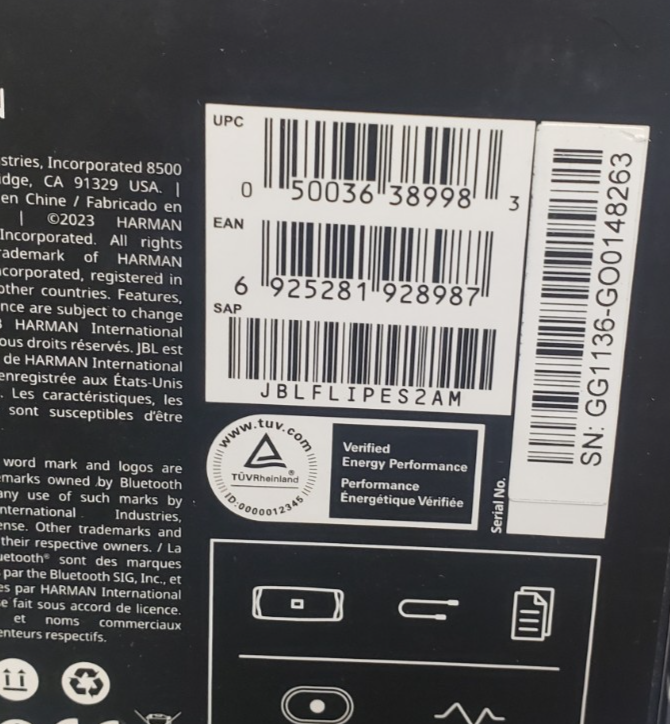 stries, Incorporated 8500
idge, CA 91329 USA. |
en Chine / Fabricado en
| ©2023 HARMAN
Incorporated. All rights
rademark of HARMAN
ncorporated, registered in
other countries. Features,
nce are subject to change
HARMAN International
ous droits réservés. JBL est
de HARMAN International
enregistrée aux États-Unis
. Les caractéristiques, les
sont susceptibles d'être
word mark and logos are
emarks owned by Bluetooth
any use of such marks by
nternational Industries,
ense. Other trademarks and
their respective owners. / La
uetooth® sont des marques
par the Bluetooth SIG, Inc., et
es par HARMAN International
e fait sous accord de licence.
et noms commerciaux
enteurs respectifs.
UPC
0 50036 38998 3
EAN
6 925281 928987
SAP
JBLFLIPES2AM
www.tuv.com
TÜVRheinland®
ID:0000012345
Verified
Energy Performance
Performance
Énergétique Vérifiée
Serial No.
SN: GG1136-GO0148263